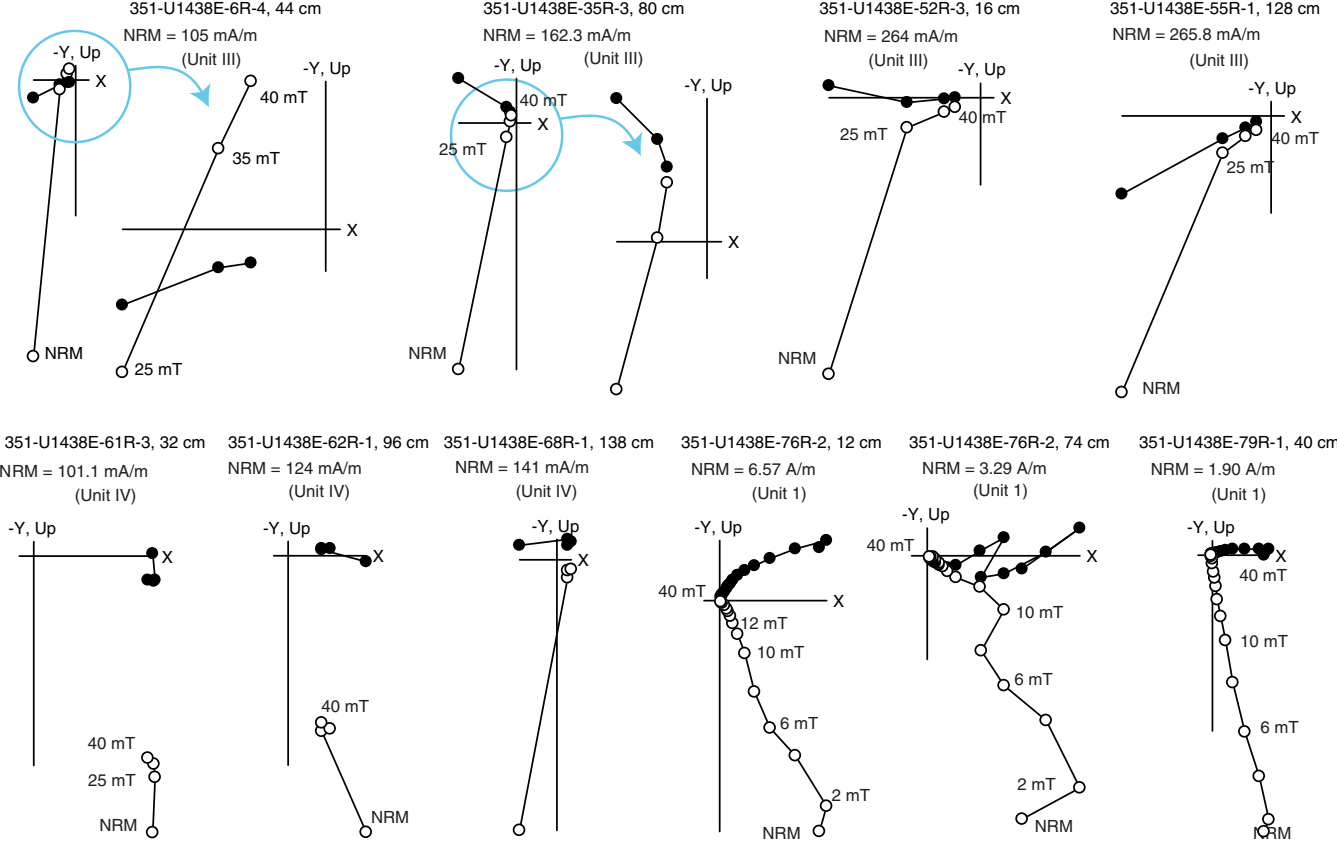 351-U1438E-6R-4, 44 cm
NRM = 105 mA/m
(Unit III)
-Y, Up
X
NRM
-Y, Up
40 mT
35 mT
X
25 mT
351-U1438E-35R-3, 80 cm
NRM = 162.3 mA/m
(Unit III)
-Y, Up
40 mT
X
25 mT
NRM
-Y, Up
X
351-U1438E-52R-3, 16 cm
NRM = 264 mA/m
(Unit III)
-Y, Up
X
40 mT
25 mT
NRM
351-U1438E-55R-1, 128 cm
NRM = 265.8 mA/m
(Unit III)
-Y, Up
X
40 mT
25 mT
NRM
351-U1438E-61R-3, 32 cm
NRM = 101.1 mA/m
(Unit IV)
-Y, Up
X
40 mT
25 mT
NRM
351-U1438E-62R-1, 96 cm
NRM = 124 mA/m
(Unit IV)
-Y, Up
X
40 mT
NRM
351-U1438E-68R-1, 138 cm
NRM = 141 mA/m
(Unit IV)
-Y, Up
X
351-U1438E-76R-2, 12 cm
NRM = 6.57 A/m
(Unit 1)
-Y, Up
40 mT
X
12 mT
10 mT
6 mT
2 mT
NRM
351-U1438E-76R-2, 74 cm
NRM = 3.29 A/m
(Unit 1)
-Y, Up
40 mT
X
10 mT
6 mT
2 mT
NRM
351-U1438E-79R-1, 40 cm
NRM = 1.90 A/m
(Unit 1)
-Y, Up
X
40 mT
10 mT
6 mT
NRM